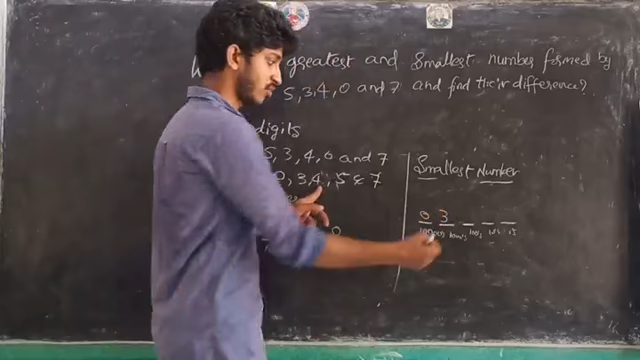 greatest and Smallest number formed by
5,3,4,0 and 7 and find their difference?
digits
5, 3, 4, 0 and 7
0, 3, 4, 5 & 7
Smallest Number
0 3 _ _ _